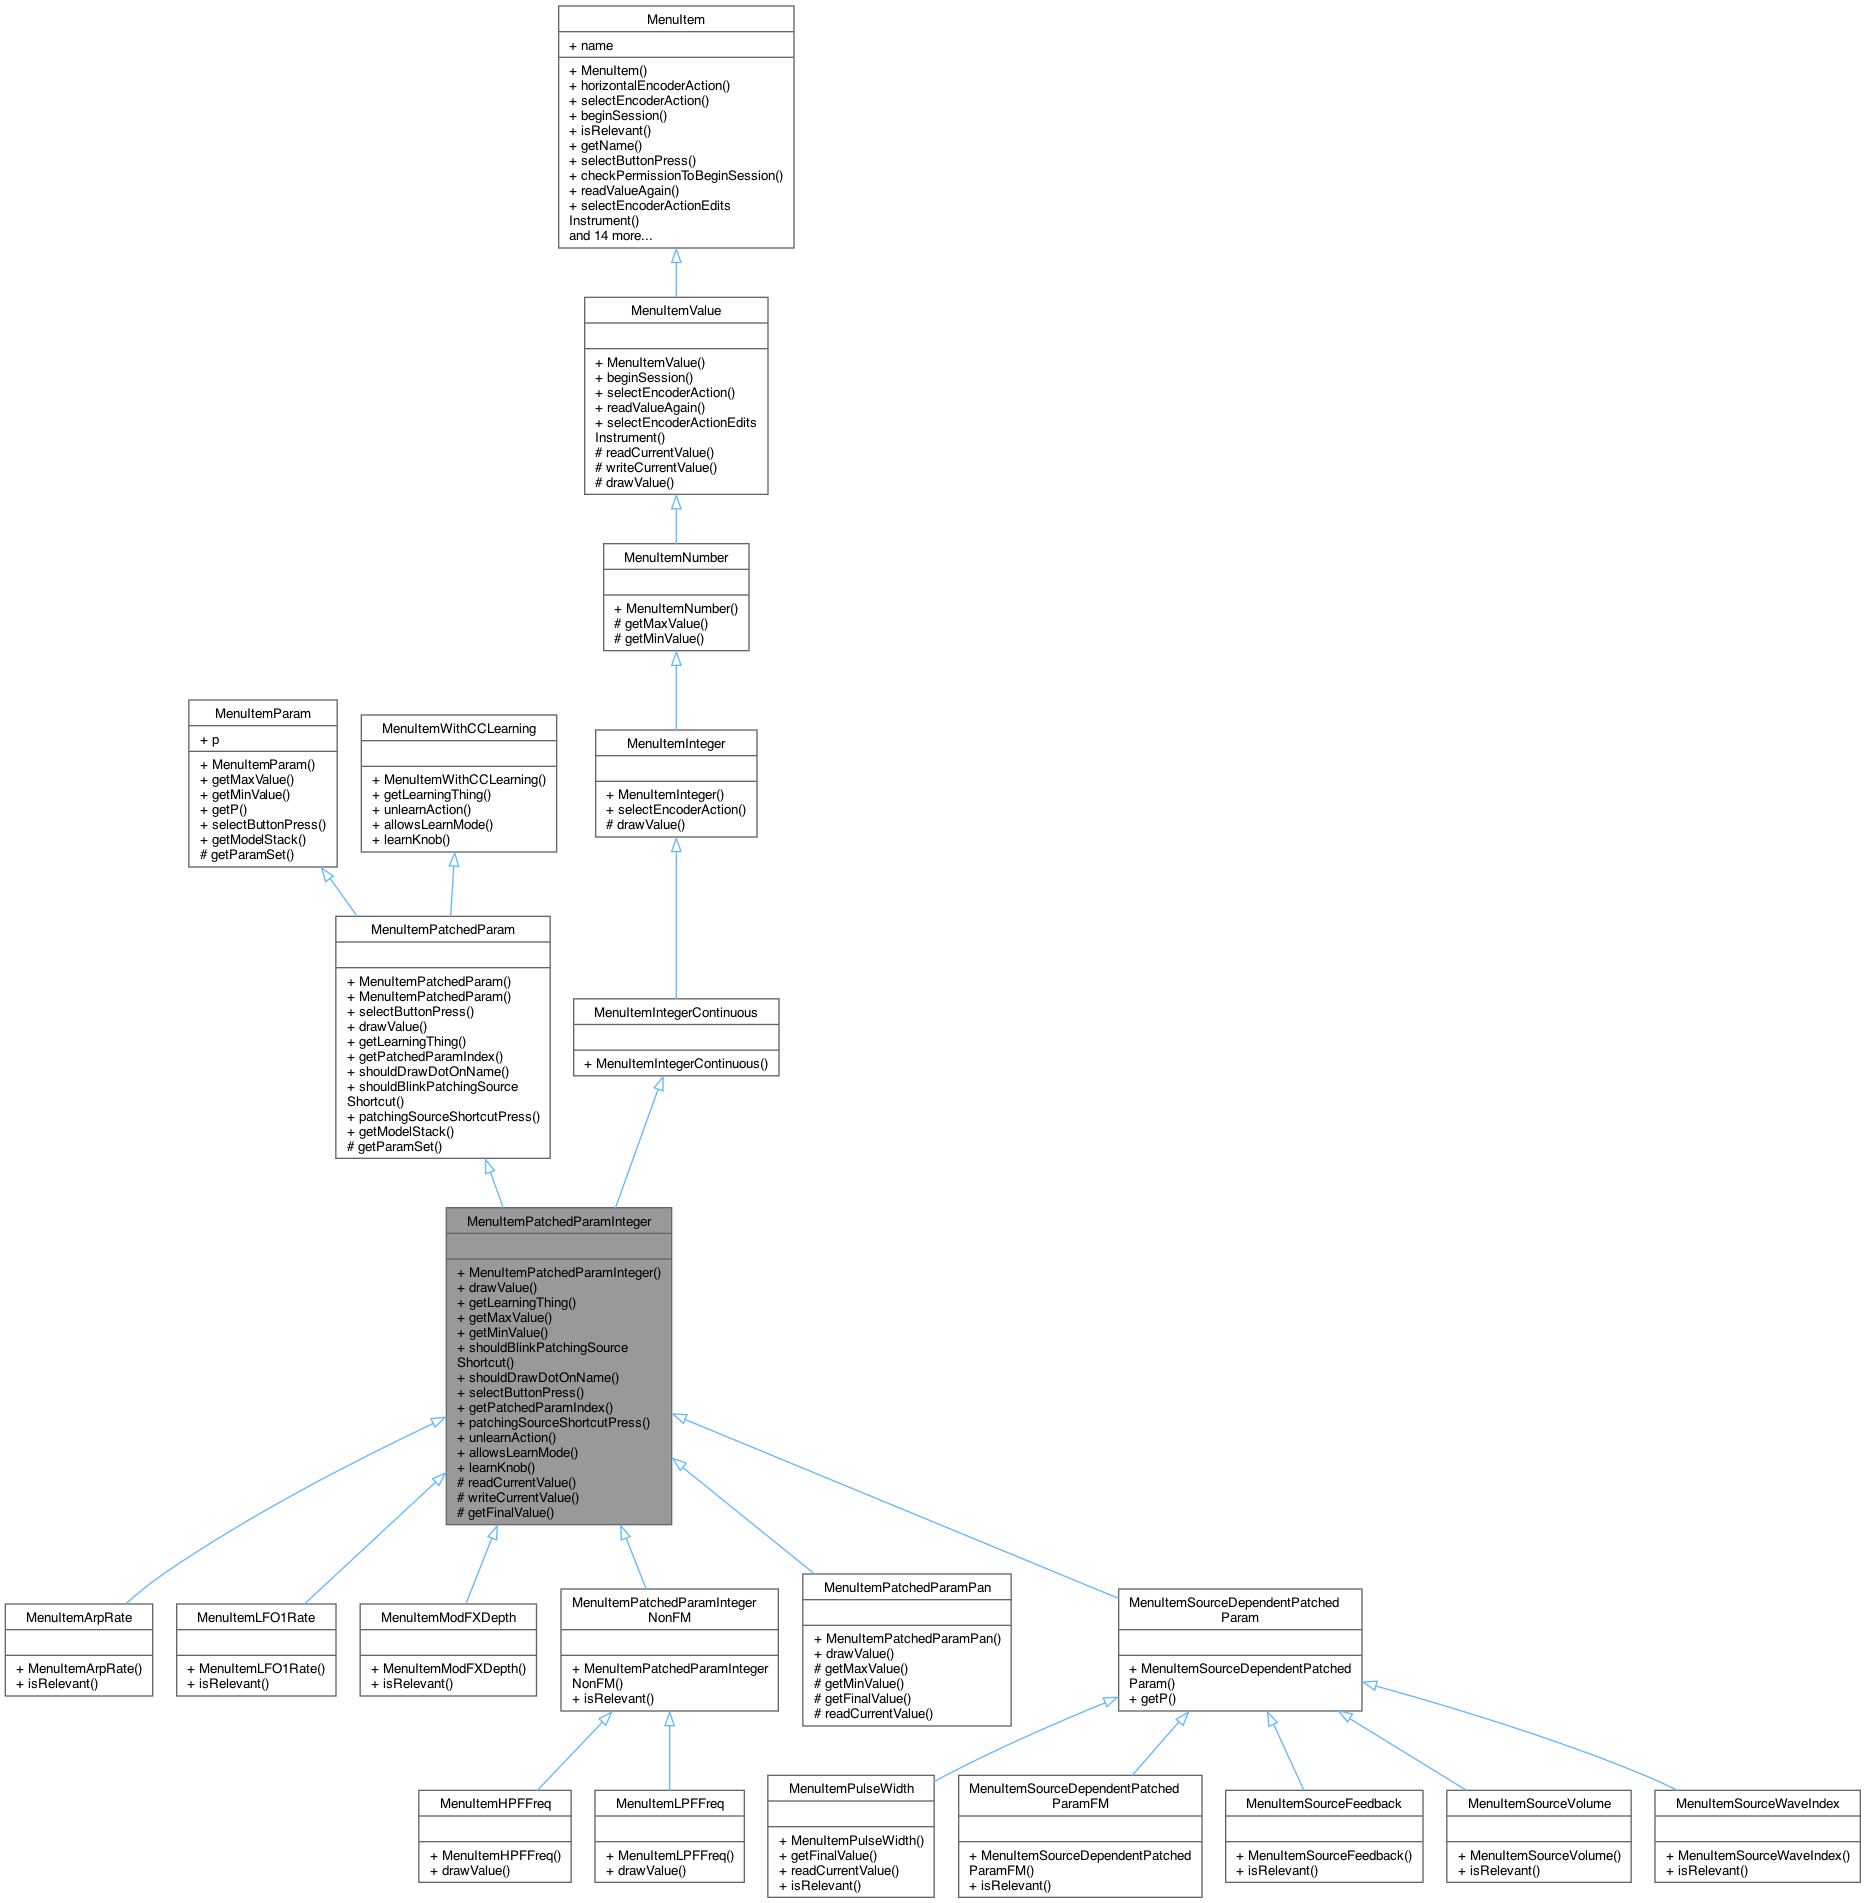 MenuItem
+ name
+ MenuItem()
+ horizontalEncoderAction()
+ selectEncoderAction()
+ beginSession()
+ isRelevant()
+ getName()
+ selectButtonPress()
+ checkPermissionToBeginSession()
+ readValueAgain()
+ selectEncoderActionEdits
Instrument()
and 14 more...
MenuItemValue
+ MenuItemValue()
+ beginSession()
+ selectEncoderAction()
+ readValueAgain()
+ selectEncoderActionEdits
Instrument()
# readCurrentValue()
# writeCurrentValue()
# drawValue()
MenuItemNumber
+ MenuItemNumber()
# getMaxValue()
# getMinValue()
MenuItemParam
+ p
+ MenuItemParam()
+ getMaxValue()
+ getMinValue()
+ getP()
+ selectButtonPress()
+ getModelStack()
# getParamSet()
MenuItemWithCCLearning
+ MenuItemWithCCLearning()
+ getLearningThing()
+ unlearnAction()
+ allowsLearnMode()
+ learnKnob()
MenuItemInteger
+ MenuItemInteger()
+ selectEncoderAction()
# drawValue()
MenuItemPatchedParam
+ MenuItemPatchedParam()
+ MenuItemPatchedParam()
+ selectButtonPress()
+ drawValue()
+ getLearningThing()
+ getPatchedParamIndex()
+ shouldDrawDotOnName()
+ shouldBlinkPatchingSource
Shortcut()
+ patchingSourceShortcutPress()
+ getModelStack()
# getParamSet()
MenuItemIntegerContinuous
+ MenuItemIntegerContinuous()
MenuItemPatchedParamInteger
+ MenuItemPatchedParamInteger()
+ drawValue()
+ getLearningThing()
+ getMaxValue()
+ getMinValue()
+ shouldBlinkPatchingSource
Shortcut()
+ shouldDrawDotOnName()
+ selectButtonPress()
+ getPatchedParamIndex()
+ patchingSourceShortcutPress()
+ unlearnAction()
+ allowsLearnMode()
+ learnKnob()
# readCurrentValue()
# writeCurrentValue()
# getFinalValue()
MenuItemArpRate
+ MenuItemArpRate()
+ isRelevant()
MenuItemLFO1Rate
+ MenuItemLFO1Rate()
+ isRelevant()
MenuItemModFXDepth
+ MenuItemModFXDepth()
+ isRelevant()
MenuItemPatchedParamInteger
NonFM
+ MenuItemPatchedParamInteger
NonFM()
+ isRelevant()
MenuItemPatchedParamPan
+ MenuItemPatchedParamPan()
+ drawValue()
# getMaxValue()
# getMinValue()
# getFinalValue()
# readCurrentValue()
MenuItemSourceDependentPatched
Param
+ MenuItemSourceDependentPatched
Param()
+ getP()
MenuItemHPFFreq
+ MenuItemHPFFreq()
+ drawValue()
MenuItemLPFFreq
+ MenuItemLPFFreq()
+ drawValue()
MenuItemPulseWidth
+ MenuItemPulseWidth()
+ getFinalValue()
+ readCurrentValue()
+ isRelevant()
MenuItemSourceDependentPatched
ParamFM
+ MenuItemSourceDependentPatched
ParamFM()
+ isRelevant()
MenuItemSourceFeedback
+ MenuItemSourceFeedback()
+ isRelevant()
MenuItemSourceVolume
+ MenuItemSourceVolume()
+ isRelevant()
MenuItemSourceWaveIndex
+ MenuItemSourceWaveIndex()
+ isRelevant()